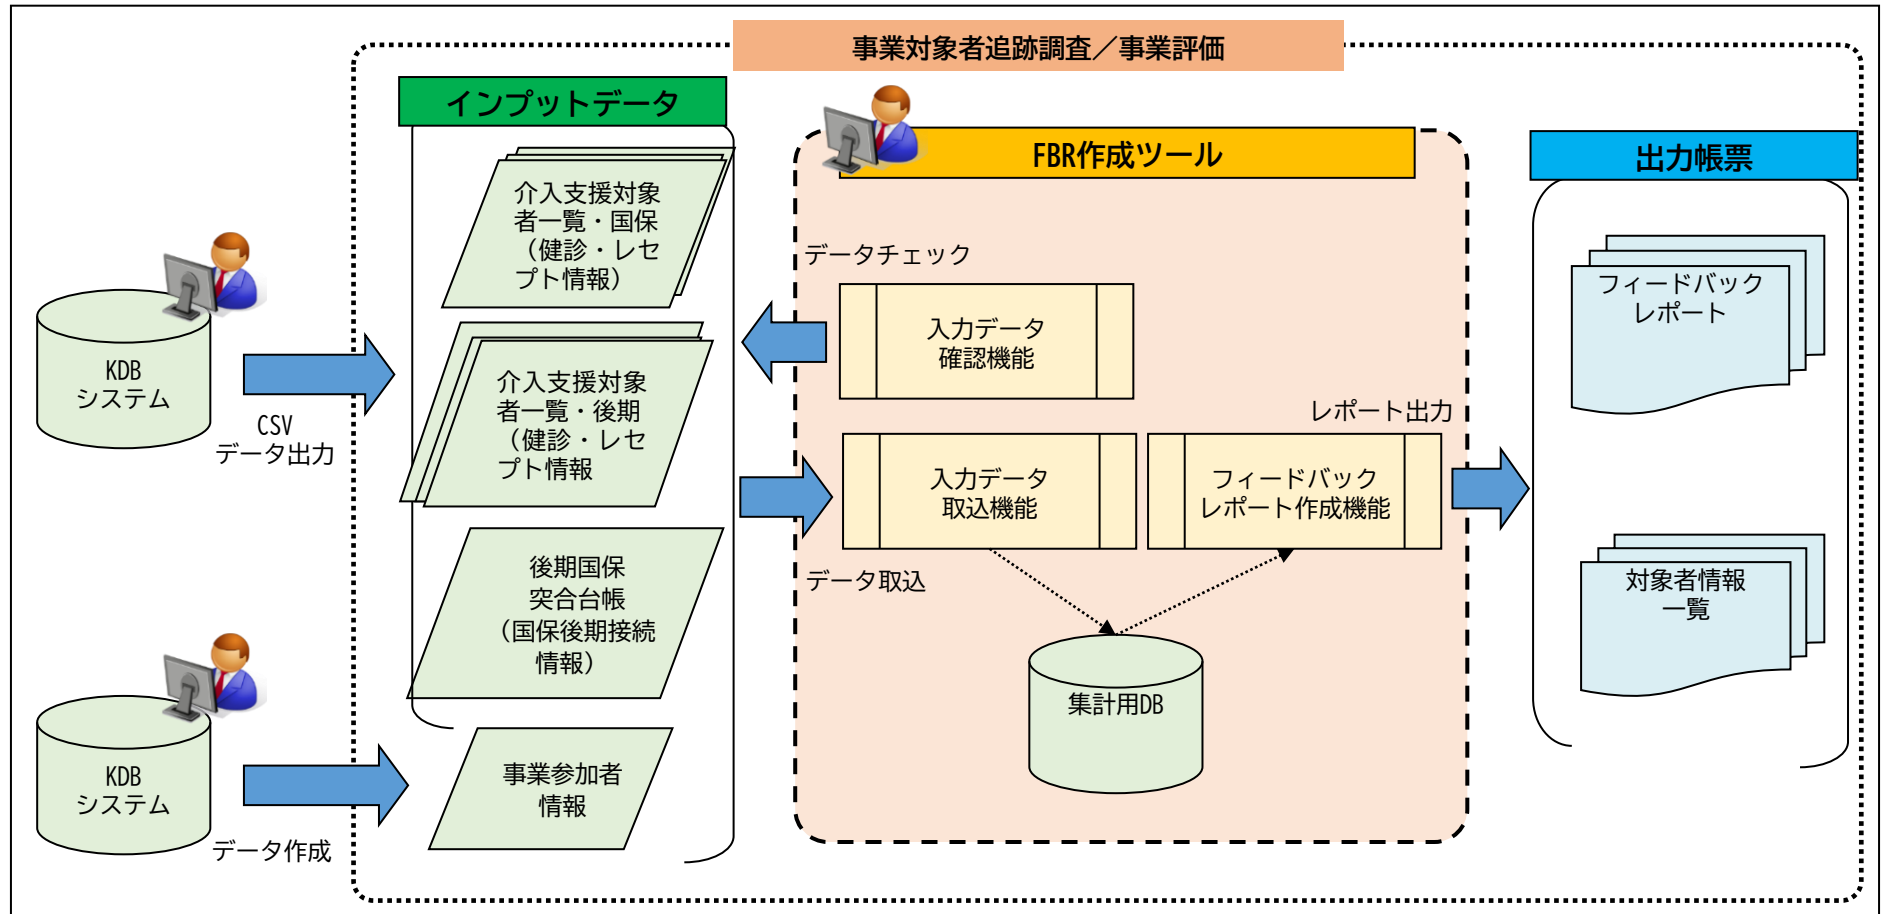 事業対象者追跡調査／事業評価
インプットデータ
介入支援対象
者一覧・国保
（健診・レセ
プト情報）
介入支援対象
者一覧・後期
（健診・レセ
プト情報
後期国保
突合台帳
（国保後期接続
情報）
事業参加者
情報
KDB
システム
CSV
データ出力
KDB
システム
データ作成
FBR作成ツール
データチェック
入力データ
確認機能
入力データ
取込機能
データ取込
レポート出力
フィードバック
レポート作成機能
集計用DB
出力帳票
フィードバック
レポート
対象者情報
一覧